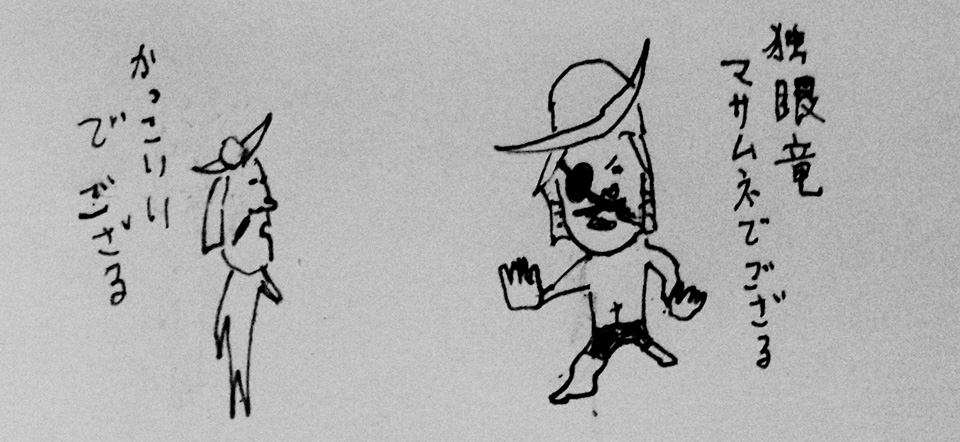 独眼竜
マサムネでござる
かっこいい
でござる